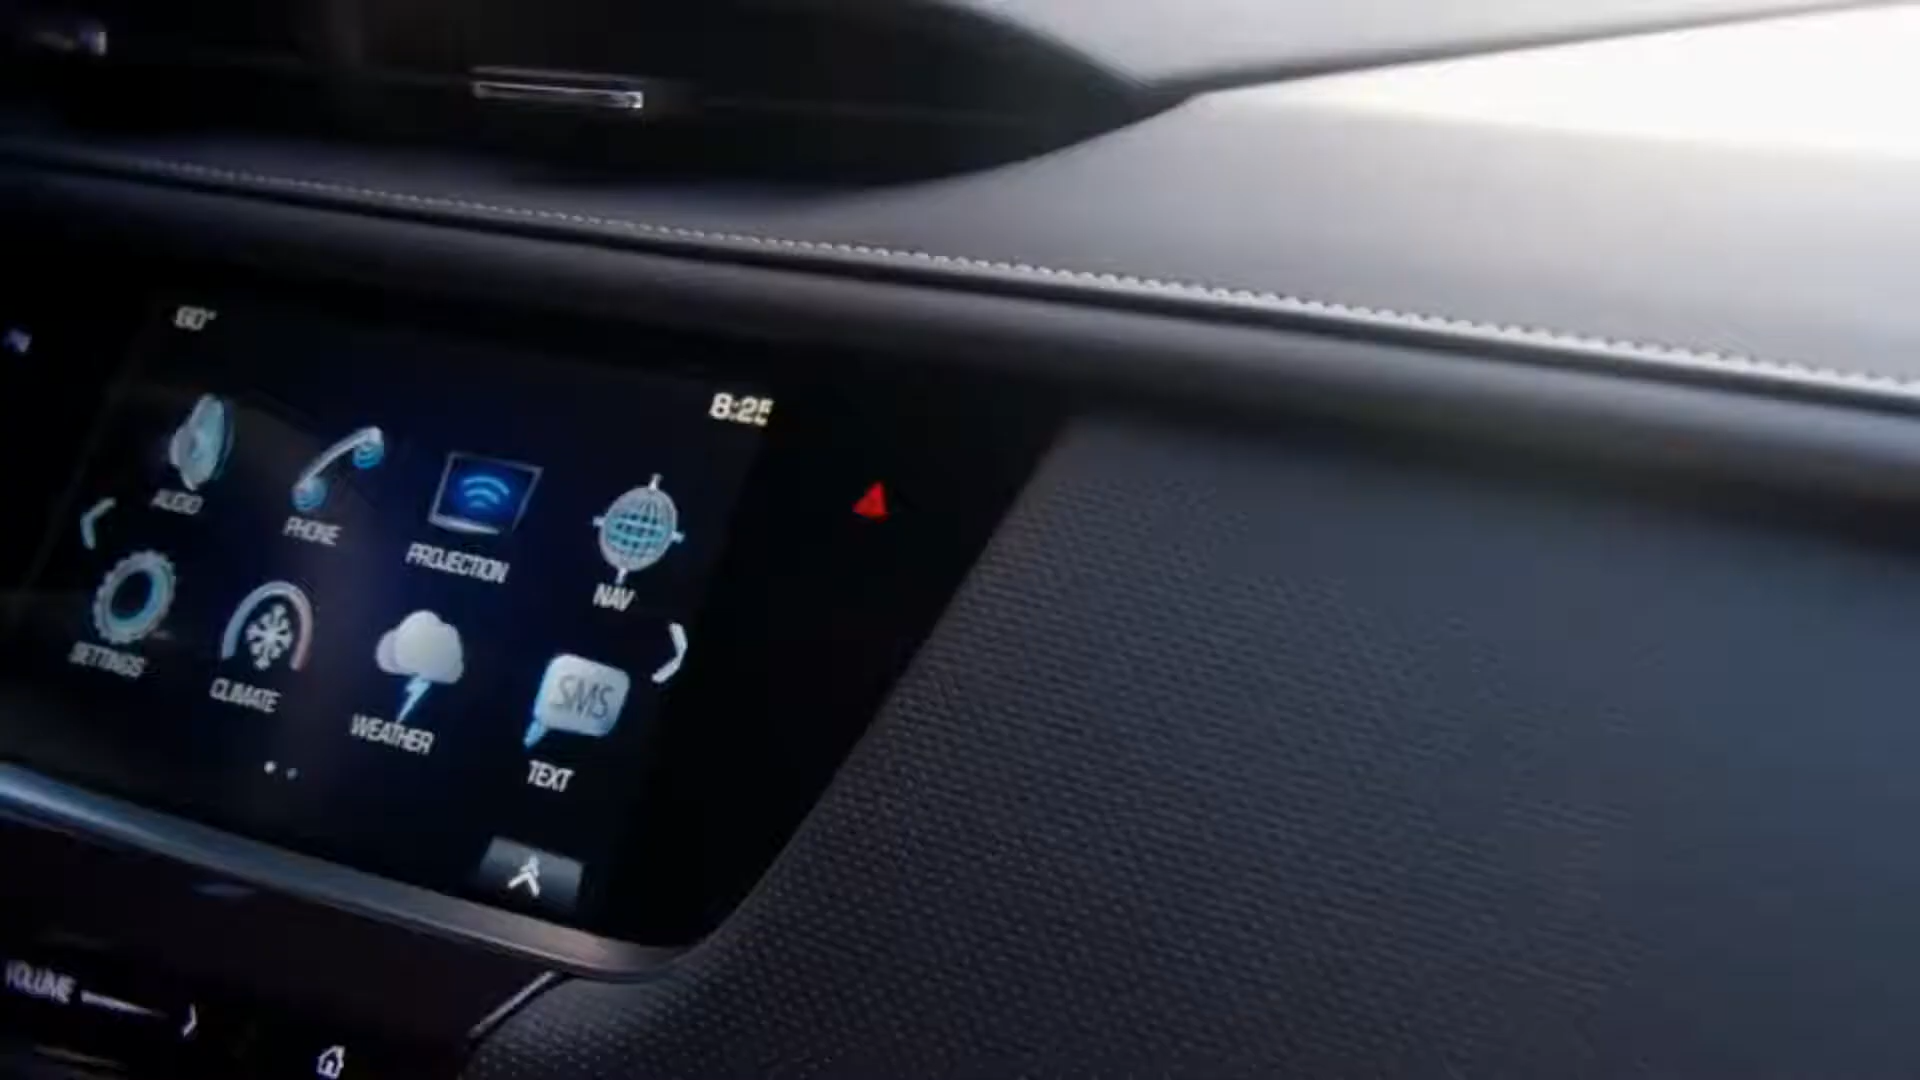 60°
8:25
AUDIO
PHONE
PROJECTION
NAV
SETTINGS
CLIMATE
WEATHER
SMS
TEXT
VOLUME